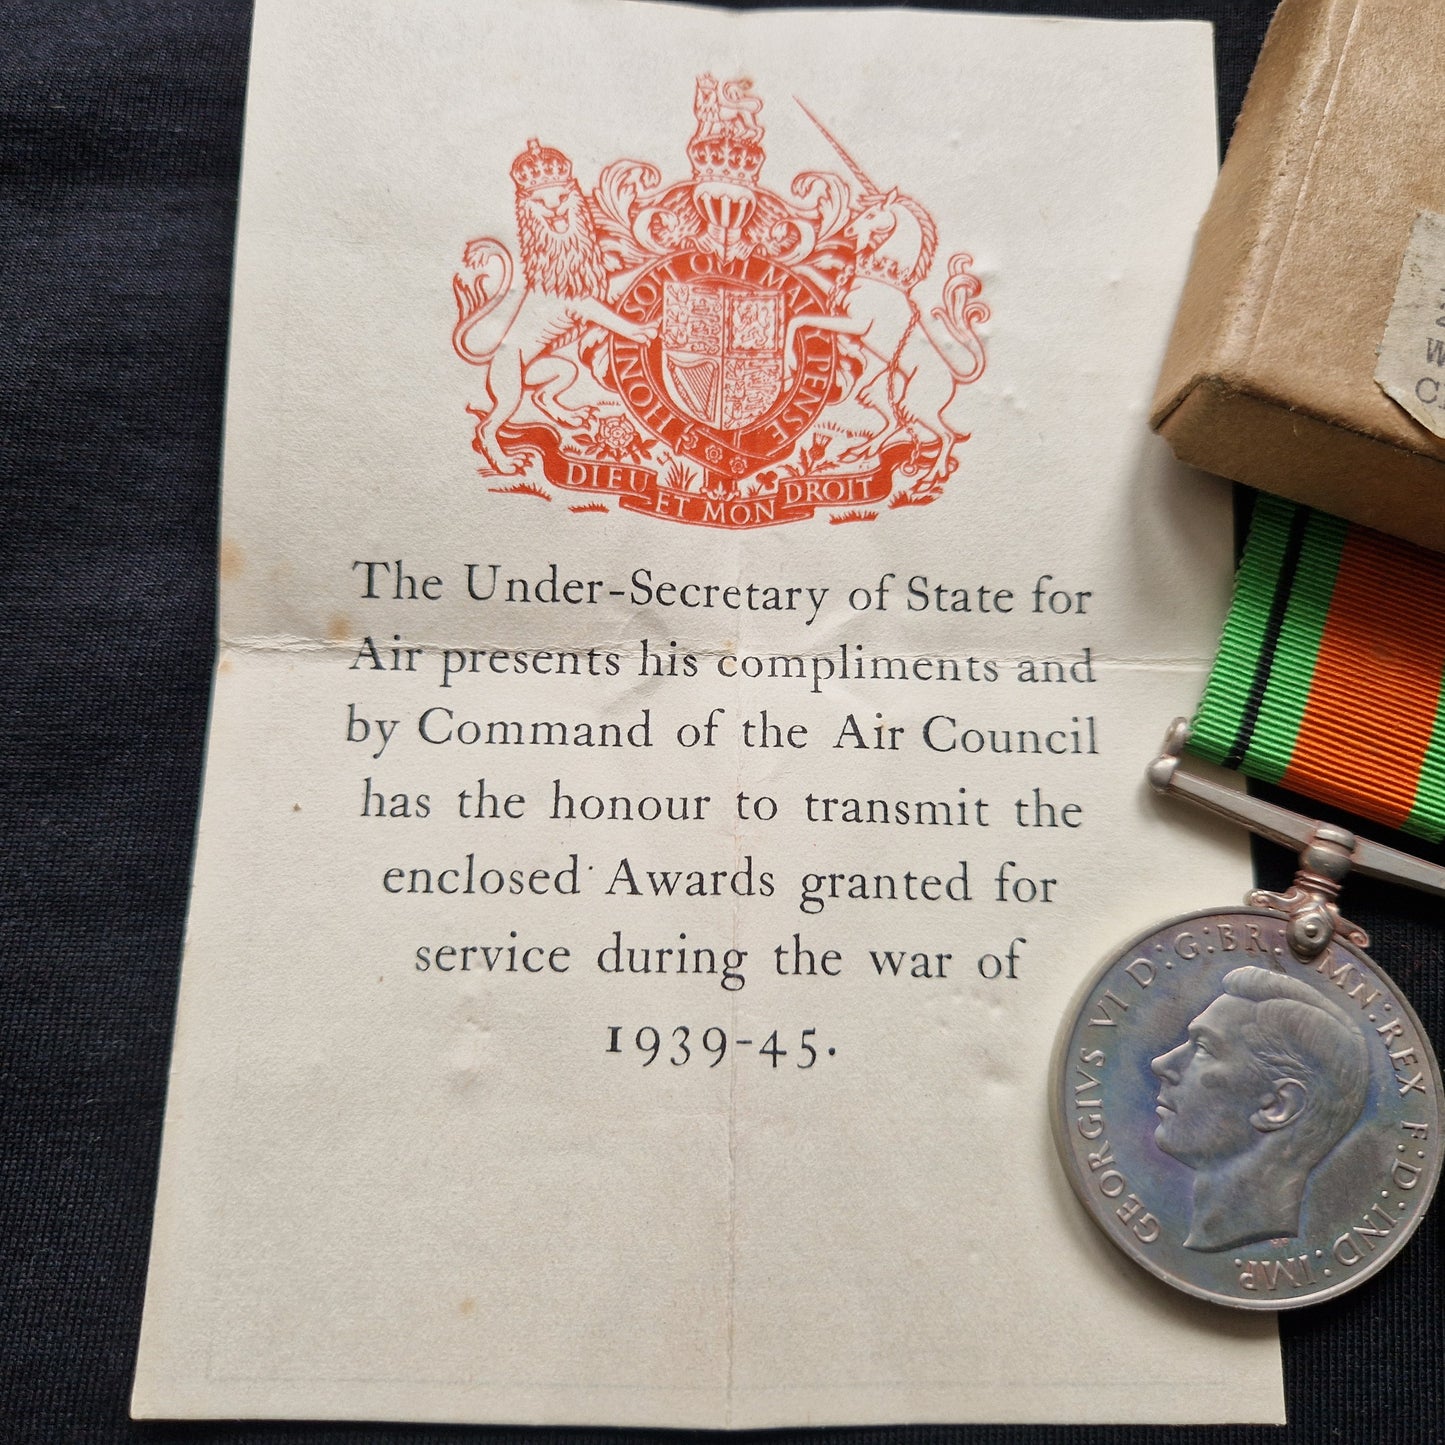 HONI SOIT QUI MAL Y PENSE
DIEU ET MON DROIT
The Under-Secretary of State for
Air presents his compliments and
by Command of the Air Council
has the honour to transmit the
enclosed Awards granted for
service during the war of
1939-45.
GEORGIVS VI D:G:BR: MN:REX F:D:IND:IMP.